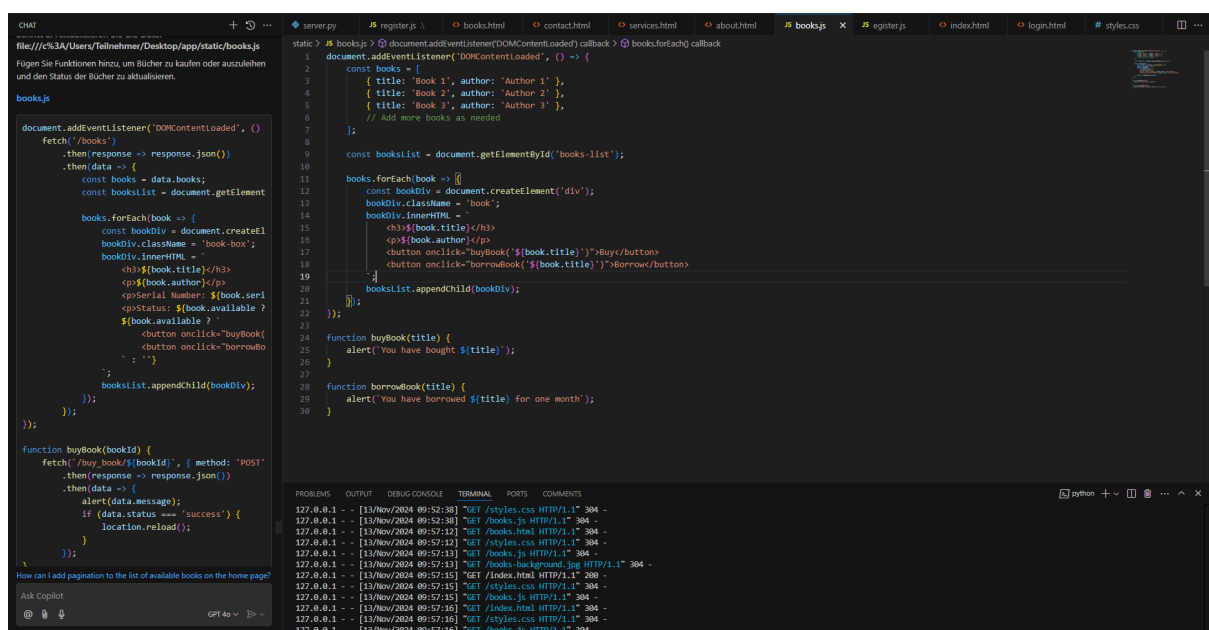 CHAT
file:///c%3A/Users/Teilnehmer/Desktop/app/static/books.js
Fügen Sie Funktionen hinzu, um Bücher zu kaufen oder auszuleihen
und den Status der Bücher zu aktualisieren.
books.js
document.addEventListener('DOMContentLoaded', ()
fetch('/books')
.then(response => response.json())
.then(data => {
const books = data.books;
const booksList = document.getElement
books.forEach(book => {
const bookDiv = document.createEl
bookDiv.className = 'book-box';
bookDiv.innerHTML = `
<h3>${book.title}</h3>
<p>${book.author}</p>
<p>Serial Number: ${book.seri
<p>Status: ${book.available ?
${book.available ? `
<button onclick="buyBook(
<button onclick="borrowBo
` : ``}
`;
booksList.appendChild(bookDiv);
});
});
});
function buyBook(bookId) {
fetch(`/buy_book/${bookId}`, { method: 'POST'
.then(response => response.json())
.then(data => {
alert(data.message);
if (data.status === 'success') {
location.reload();
}
});
}
How can I add pagination to the list of available books on the home page?
Ask Copilot
GPT 4o
server.py
JS register.js .\
<> books.html
<> contact.html
<> services.html
<> about.html
JS books.js
JS egister.js
<> index.html
<> login.html
# styles.css
static > JS books.js > document.addEventListener('DOMContentLoaded') callback > books.forEach() callback
1 document.addEventListener('DOMContentLoaded', () => {
2 const books = [
3 { title: 'Book 1', author: 'Author 1' },
4 { title: 'Book 2', author: 'Author 2' },
5 { title: 'Book 3', author: 'Author 3' },
6 // Add more books as needed
7 ];
8
9 const booksList = document.getElementById('books-list');
10
11 books.forEach(book => {
12 const bookDiv = document.createElement('div');
13 bookDiv.className = 'book';
14 bookDiv.innerHTML = `
15 <h3>${book.title}</h3>
16 <p>${book.author}</p>
17 <button onclick="buyBook('${book.title}')">Buy</button>
18 <button onclick="borrowBook('${book.title}')">Borrow</button>
19 `;
20 booksList.appendChild(bookDiv);
21 });
22 });
23
24 function buyBook(title) {
25 alert(`You have bought ${title}`);
26 }
27
28 function borrowBook(title) {
29 alert(`You have borrowed ${title} for one month`);
30 }
PROBLEMS OUTPUT DEBUG CONSOLE TERMINAL PORTS COMMENTS
python
127.0.0.1 - - [13/Nov/2024 09:52:38] "GET /styles.css HTTP/1.1" 304 -
127.0.0.1 - - [13/Nov/2024 09:52:38] "GET /books.js HTTP/1.1" 304 -
127.0.0.1 - - [13/Nov/2024 09:57:12] "GET /books.html HTTP/1.1" 304 -
127.0.0.1 - - [13/Nov/2024 09:57:12] "GET /styles.css HTTP/1.1" 304 -
127.0.0.1 - - [13/Nov/2024 09:57:13] "GET /books.js HTTP/1.1" 304 -
127.0.0.1 - - [13/Nov/2024 09:57:13] "GET /books-background.jpg HTTP/1.1" 304 -
127.0.0.1 - - [13/Nov/2024 09:57:15] "GET /index.html HTTP/1.1" 200 -
127.0.0.1 - - [13/Nov/2024 09:57:15] "GET /styles.css HTTP/1.1" 304 -
127.0.0.1 - - [13/Nov/2024 09:57:15] "GET /books.js HTTP/1.1" 304 -
127.0.0.1 - - [13/Nov/2024 09:57:16] "GET /index.html HTTP/1.1" 304 -
127.0.0.1 - - [13/Nov/2024 09:57:16] "GET /styles.css HTTP/1.1" 304 -
127.0.0.1 - - [13/Nov/2024 09:57:16] "GET /books.js HTTP/1.1" 304 -